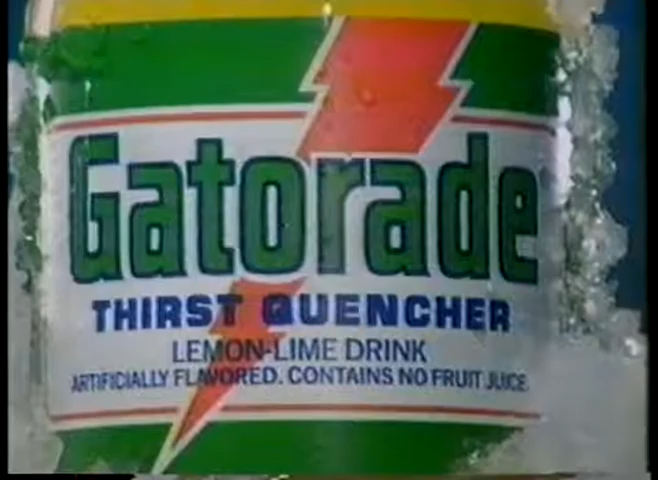 Gatorade
THIRST QUENCHER
LEMON-LIME DRINK
ARTIFICIALLY FLAVORED. CONTAINS NO FRUIT JUICE.